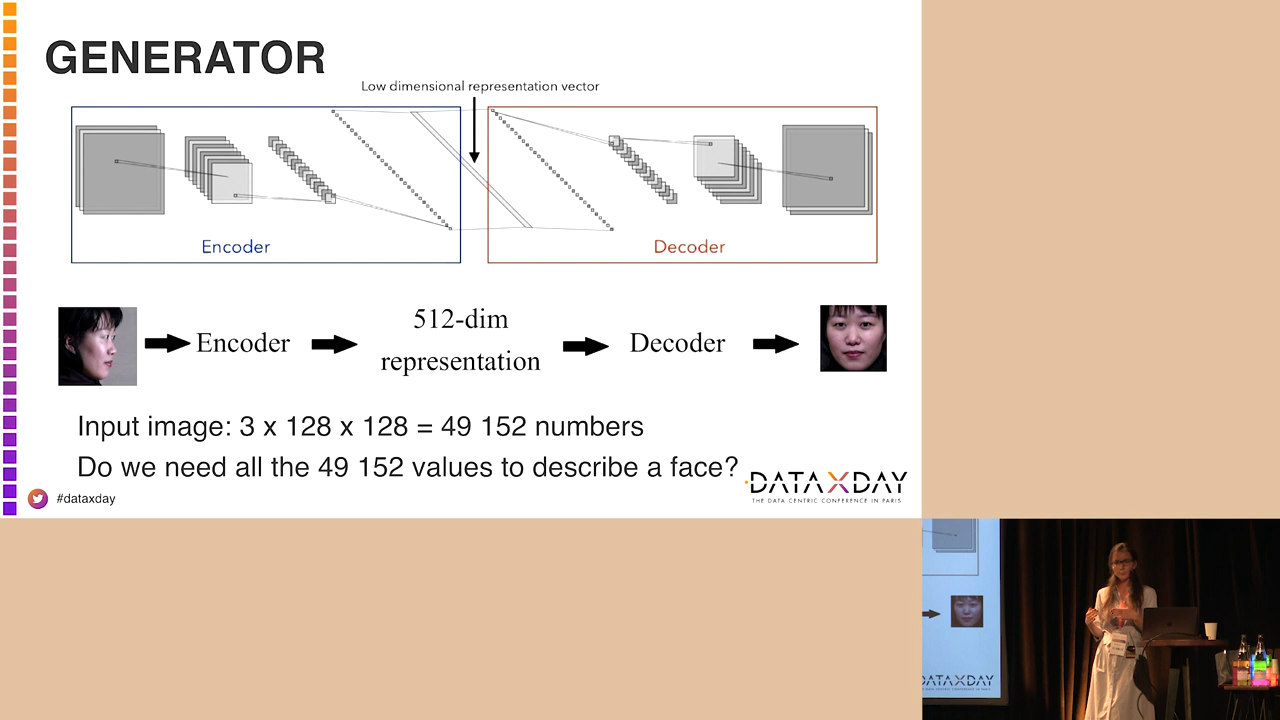 GENERATOR
Low dimensional representation vector
Encoder
Decoder
Encoder
512-dim
representation
Decoder
Input image: 3 x 128 x 128 = 49 152 numbers
Do we need all the 49 152 values to describe a face?
#dataxday
DATAXDAY
THE DATA CENTRIC CONFERENCE IN PARIS
DATAXDAY